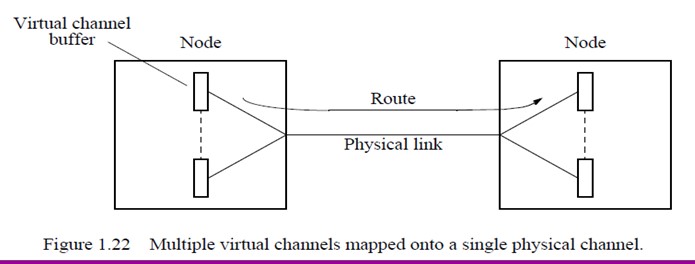 Virtual channel
buffer
Node
Node
Route
Physical link
Figure 1.22 Multiple virtual channels mapped onto a single physical channel.